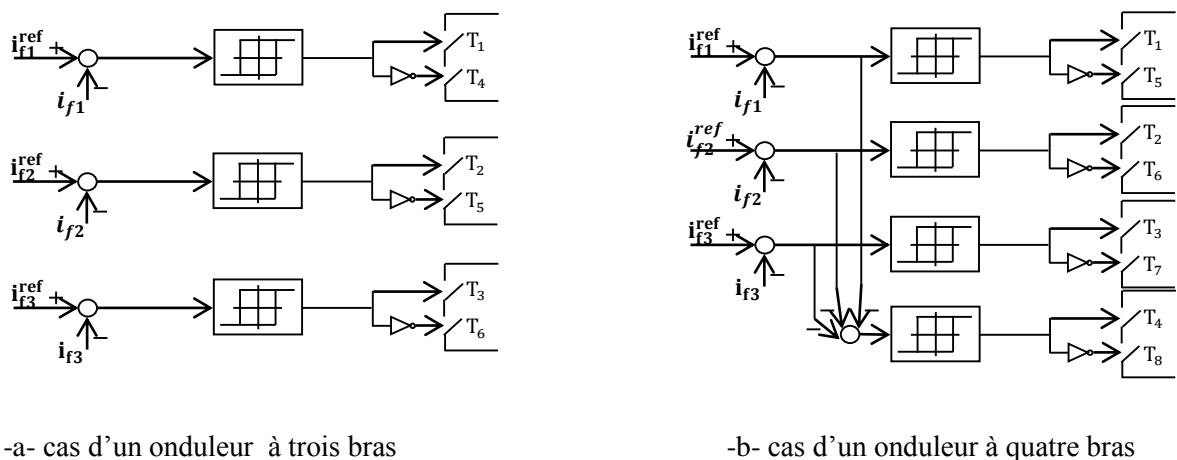 i_f1^ref +
−
i_f1
T₁
T₄
i_f2^ref +
−
i_f2
T₂
T₅
i_f3^ref +
−
i_f3
T₃
T₆
-a- cas d'un onduleur à trois bras
i_f1^ref +
−
i_f1
T₁
T₅
i_f2^ref +
−
i_f2
T₂
T₆
i_f3^ref +
−
i_f3
T₃
T₇
− − −
T₄
T₈
-b- cas d'un onduleur à quatre bras